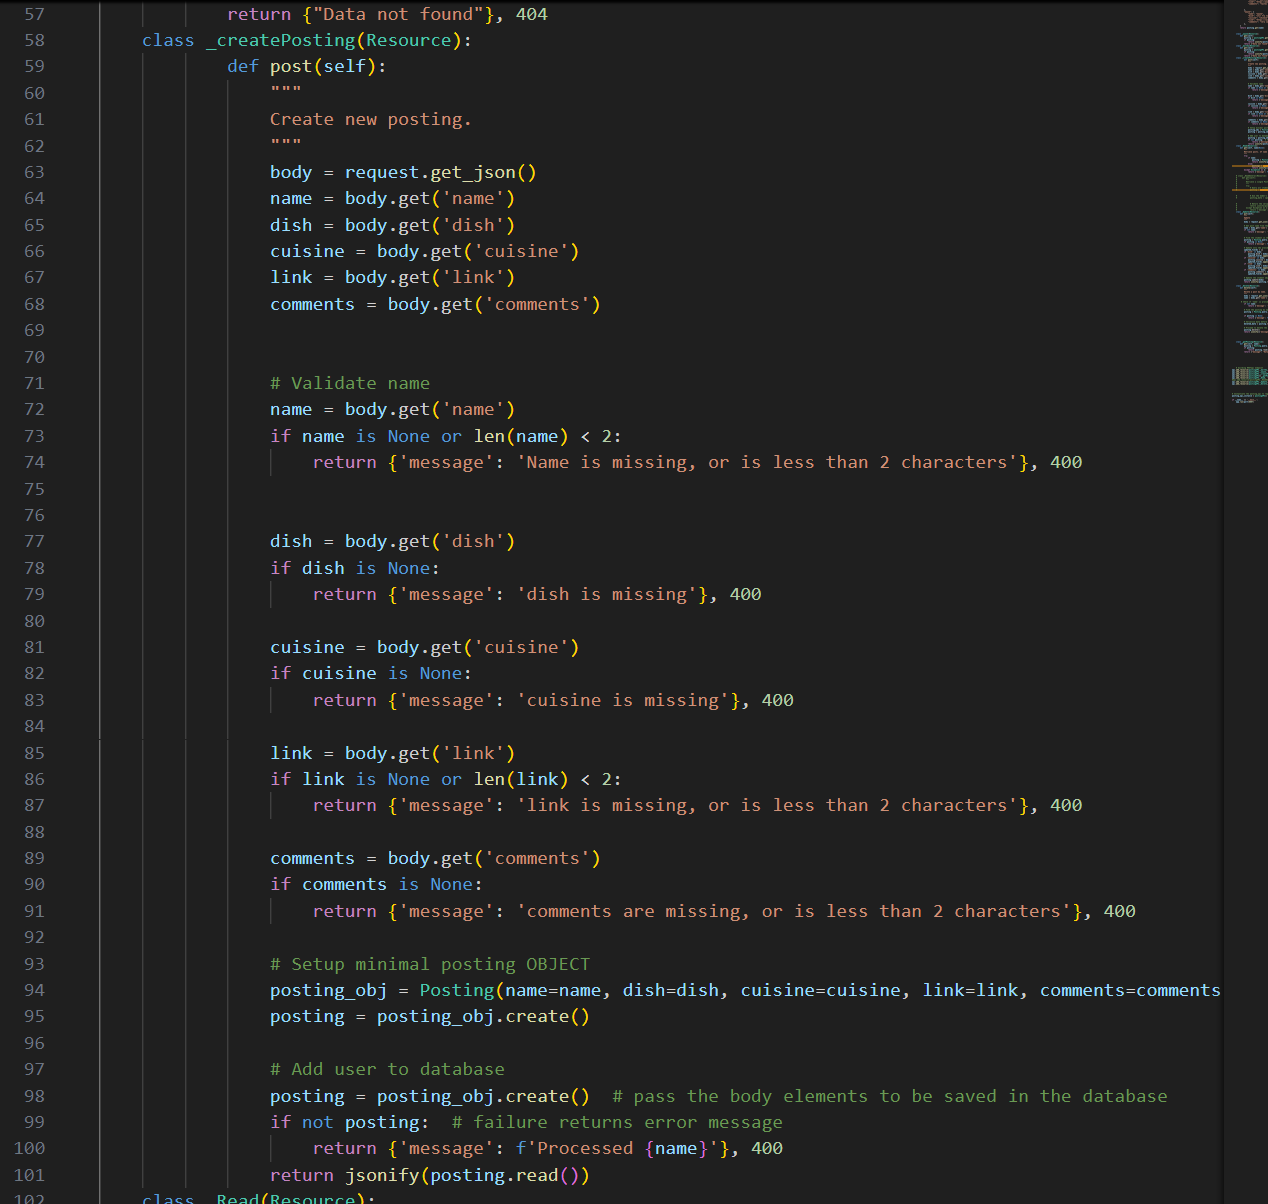 57                 return {"Data not found"}, 404
58         class _createPosting(Resource):
59                 def post(self):
60                     """
61                     Create new posting.
62                     """
63                     body = request.get_json()
64                     name = body.get('name')
65                     dish = body.get('dish')
66                     cuisine = body.get('cuisine')
67                     link = body.get('link')
68                     comments = body.get('comments')
69
70
71                     # Validate name
72                     name = body.get('name')
73                     if name is None or len(name) < 2:
74                         return {'message': 'Name is missing, or is less than 2 characters'}, 400
75
76
77                     dish = body.get('dish')
78                     if dish is None:
79                         return {'message': 'dish is missing'}, 400
80
81                     cuisine = body.get('cuisine')
82                     if cuisine is None:
83                         return {'message': 'cuisine is missing'}, 400
84
85                     link = body.get('link')
86                     if link is None or len(link) < 2:
87                         return {'message': 'link is missing, or is less than 2 characters'}, 400
88
89                     comments = body.get('comments')
90                     if comments is None:
91                         return {'message': 'comments are missing, or is less than 2 characters'}, 400
92
93                     # Setup minimal posting OBJECT
94                     posting_obj = Posting(name=name, dish=dish, cuisine=cuisine, link=link, comments=comments
95                     posting = posting_obj.create()
96
97                     # Add user to database
98                     posting = posting_obj.create()  # pass the body elements to be saved in the database
99                     if not posting:  # failure returns error message
100                         return {'message': f'Processed {name}'}, 400
101                     return jsonify(posting.read())
102         class _Read(Resource):